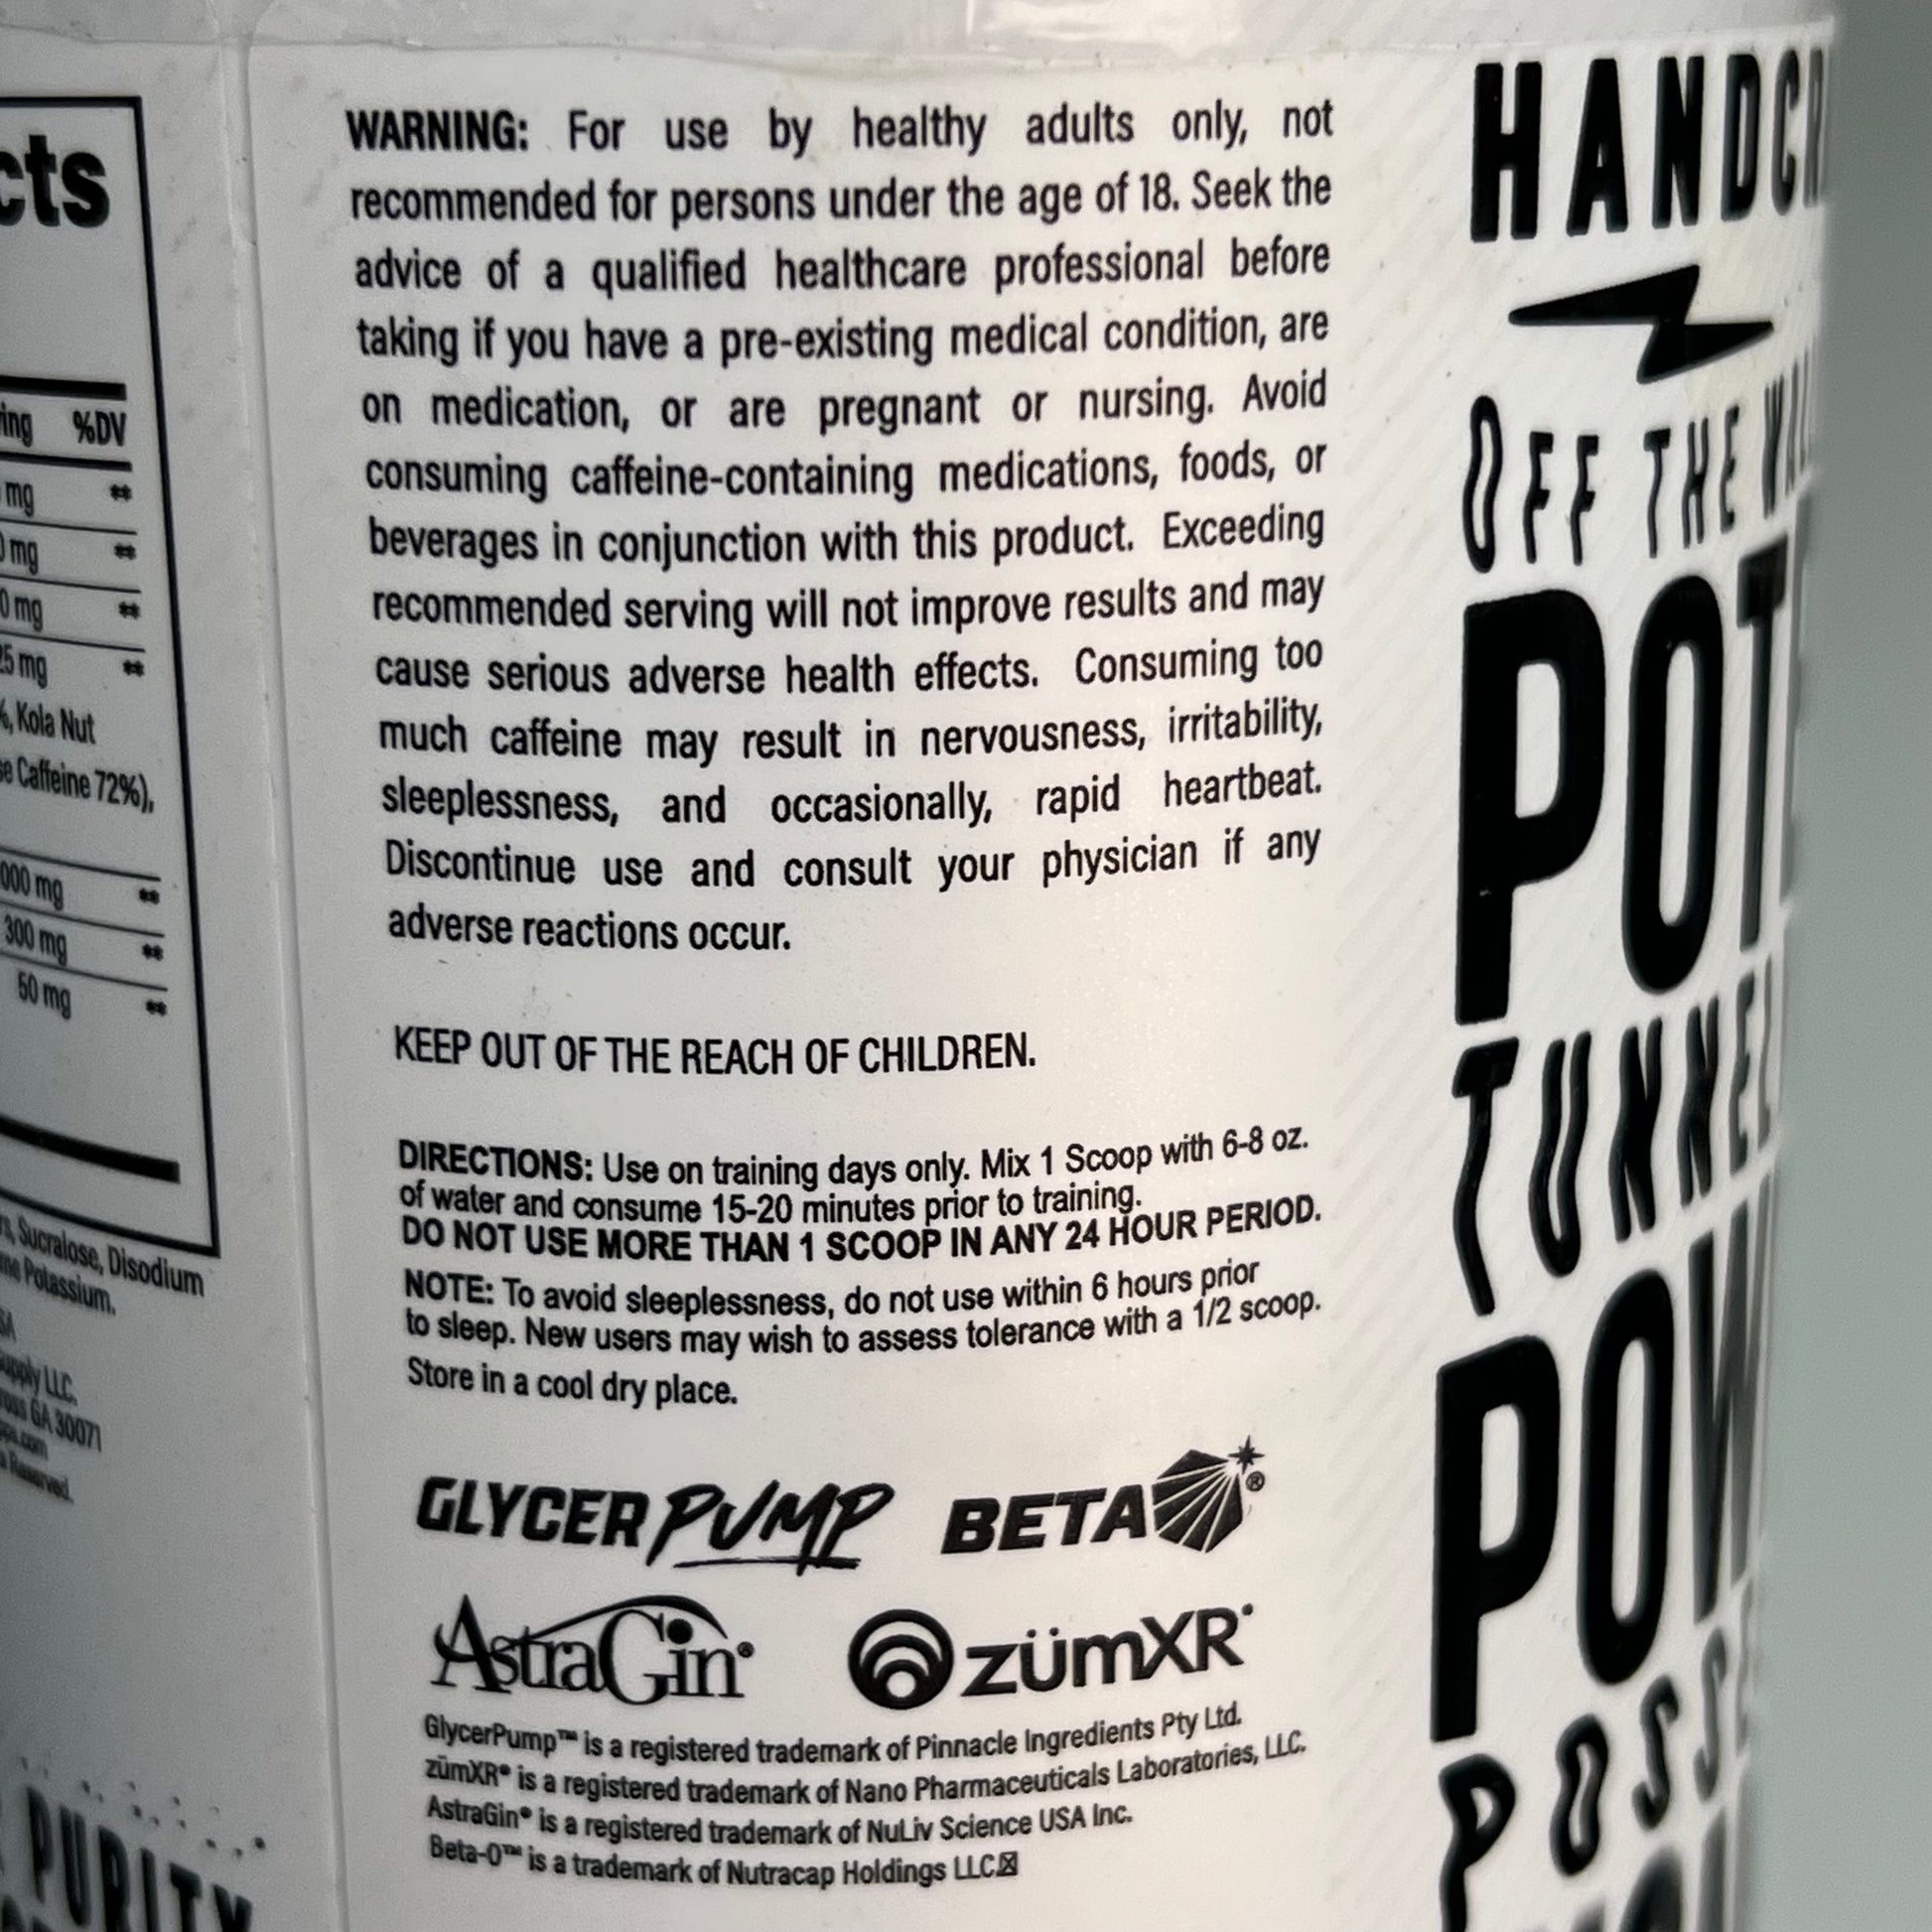 cts
%DV
mg **
mg **
0 mg **
25 mg **
Kola Nut
Caffeine 72%),
000 mg **
300 mg **
50 mg **
Sucralose, Disodium
Potassium.
LLC.
GA 30071
Reserved.
PURITY
WARNING: For use by healthy adults only, not
recommended for persons under the age of 18. Seek the
advice of a qualified healthcare professional before
taking if you have a pre-existing medical condition, are
on medication, or are pregnant or nursing. Avoid
consuming caffeine-containing medications, foods, or
beverages in conjunction with this product. Exceeding
recommended serving will not improve results and may
cause serious adverse health effects. Consuming too
much caffeine may result in nervousness, irritability,
sleeplessness, and occasionally, rapid heartbeat.
Discontinue use and consult your physician if any
adverse reactions occur.
KEEP OUT OF THE REACH OF CHILDREN.
DIRECTIONS: Use on training days only. Mix 1 Scoop with 6-8 oz.
of water and consume 15-20 minutes prior to training.
DO NOT USE MORE THAN 1 SCOOP IN ANY 24 HOUR PERIOD.
NOTE: To avoid sleeplessness, do not use within 6 hours prior
to sleep. New users may wish to assess tolerance with a 1/2 scoop.
Store in a cool dry place.
GLYCERPUMP BETA®
AstraGin® zümXR®
GlycerPump™ is a registered trademark of Pinnacle Ingredients Pty Ltd.
zümXR® is a registered trademark of Nano Pharmaceuticals Laboratories, LLC.
AstraGin® is a registered trademark of NuLiv Science USA Inc.
Beta-O™ is a trademark of Nutracap Holdings LLC
HANDCR
OFF THE WAL
POT
TUNNEL
POW
POSSE